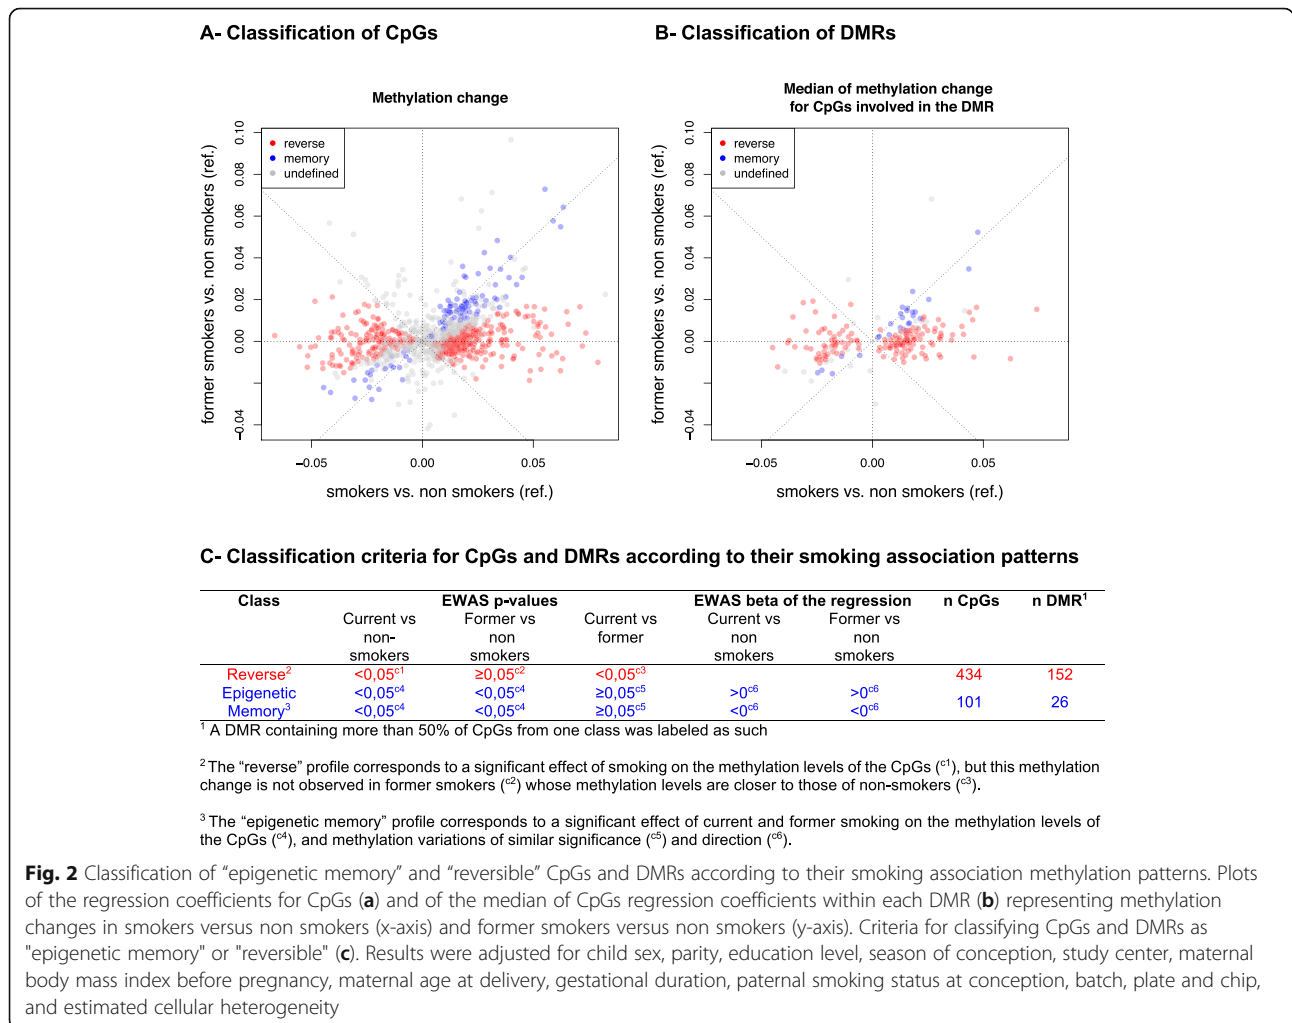 A- Classification of CpGs
B- Classification of DMRs
Methylation change
reverse
memory
undefined
former smokers vs. non smokers (ref.)
0.10
0.08
0.06
0.04
0.02
0.00
−0.04
−0.05
0.00
0.05
smokers vs. non smokers (ref.)
Median of methylation change
for CpGs involved in the DMR
reverse
memory
undefined
former smokers vs. non smokers (ref.)
0.10
0.08
0.06
0.04
0.02
0.00
−0.04
−0.05
0.00
0.05
smokers vs. non smokers (ref.)
C- Classification criteria for CpGs and DMRs according to their smoking association patterns
Class EWAS p-values EWAS beta of the regression n CpGs n DMR¹
Current vs Former vs Current vs Current vs Former vs
non- non former non non
smokers smokers smokers smokers
Reverse² <0,05ᶜ¹ ≥0,05ᶜ² <0,05ᶜ³ 434 152
Epigenetic <0,05ᶜ⁴ <0,05ᶜ⁴ ≥0,05ᶜ⁵ >0ᶜ⁶ >0ᶜ⁶
101 26
Memory³ <0,05ᶜ⁴ <0,05ᶜ⁴ ≥0,05ᶜ⁵ <0ᶜ⁶ <0ᶜ⁶
¹ A DMR containing more than 50% of CpGs from one class was labeled as such
² The “reverse” profile corresponds to a significant effect of smoking on the methylation levels of the CpGs (ᶜ¹), but this methylation
change is not observed in former smokers (ᶜ²) whose methylation levels are closer to those of non-smokers (ᶜ³).
³ The “epigenetic memory” profile corresponds to a significant effect of current and former smoking on the methylation levels of
the CpGs (ᶜ⁴), and methylation variations of similar significance (ᶜ⁵) and direction (ᶜ⁶).
Fig. 2 Classification of “epigenetic memory” and “reversible” CpGs and DMRs according to their smoking association methylation patterns. Plots
of the regression coefficients for CpGs (a) and of the median of CpGs regression coefficients within each DMR (b) representing methylation
changes in smokers versus non smokers (x-axis) and former smokers versus non smokers (y-axis). Criteria for classifying CpGs and DMRs as
"epigenetic memory" or "reversible" (c). Results were adjusted for child sex, parity, education level, season of conception, study center, maternal
body mass index before pregnancy, maternal age at delivery, gestational duration, paternal smoking status at conception, batch, plate and chip,
and estimated cellular heterogeneity